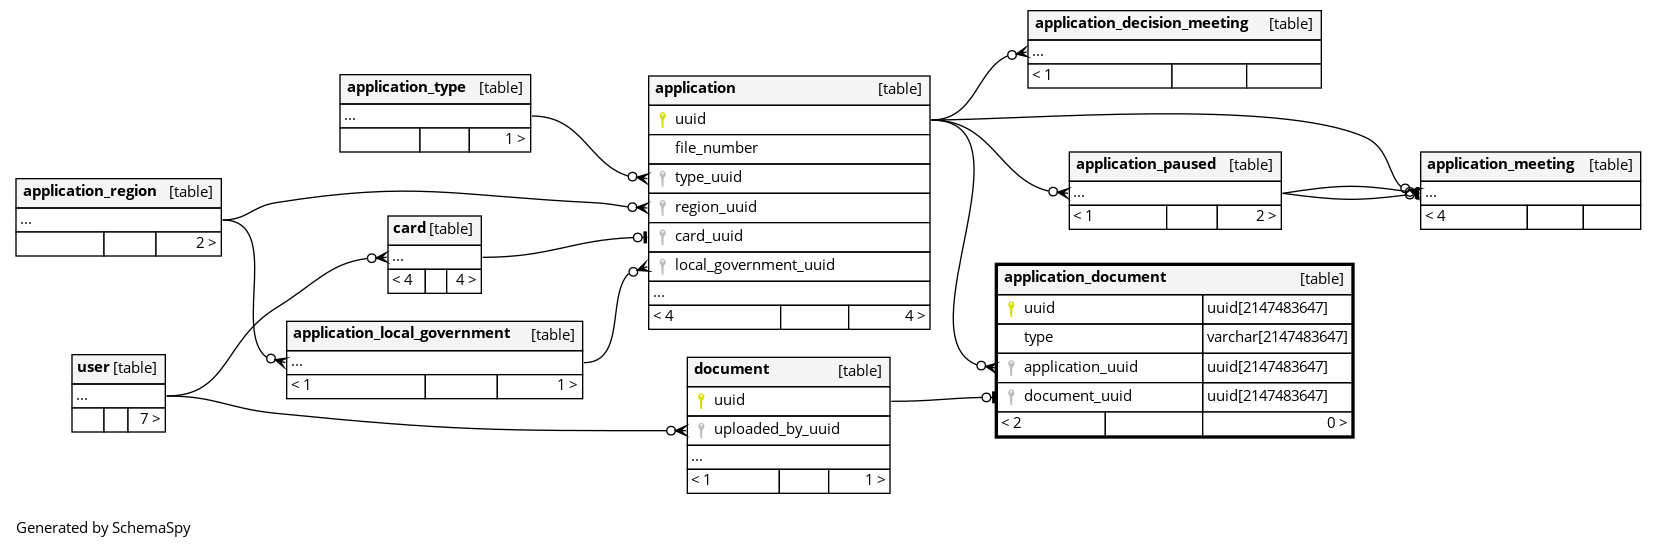 application_decision_meeting [table]
...
< 1
application_type [table]
...
1 >
application [table]
uuid
file_number
type_uuid
region_uuid
card_uuid
local_government_uuid
...
< 4 4 >
application_paused [table]
...
< 1 2 >
application_meeting [table]
...
< 4
application_region [table]
...
2 >
card [table]
...
< 4 4 >
application_document [table]
uuid uuid[2147483647]
type varchar[2147483647]
application_uuid uuid[2147483647]
document_uuid uuid[2147483647]
< 2 0 >
application_local_government [table]
...
< 1 1 >
user [table]
...
7 >
document [table]
uuid
uploaded_by_uuid
...
< 1 1 >
Generated by SchemaSpy